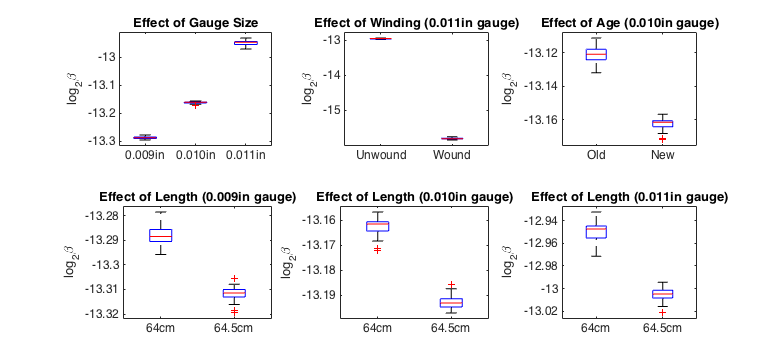 Effect of Gauge Size
log2β
-13
-13.1
-13.2
-13.3
0.009in 0.010in 0.011in
Effect of Winding (0.011in gauge)
log2β
-13
-14
-15
Unwound Wound
Effect of Age (0.010in gauge)
log2β
-13.12
-13.14
-13.16
Old New
Effect of Length (0.009in gauge)
log2β
-13.28
-13.29
-13.3
-13.31
-13.32
64cm 64.5cm
Effect of Length (0.010in gauge)
log2β
-13.16
-13.17
-13.18
-13.19
64cm 64.5cm
Effect of Length (0.011in gauge)
log2β
-12.94
-12.96
-12.98
-13
-13.02
64cm 64.5cm